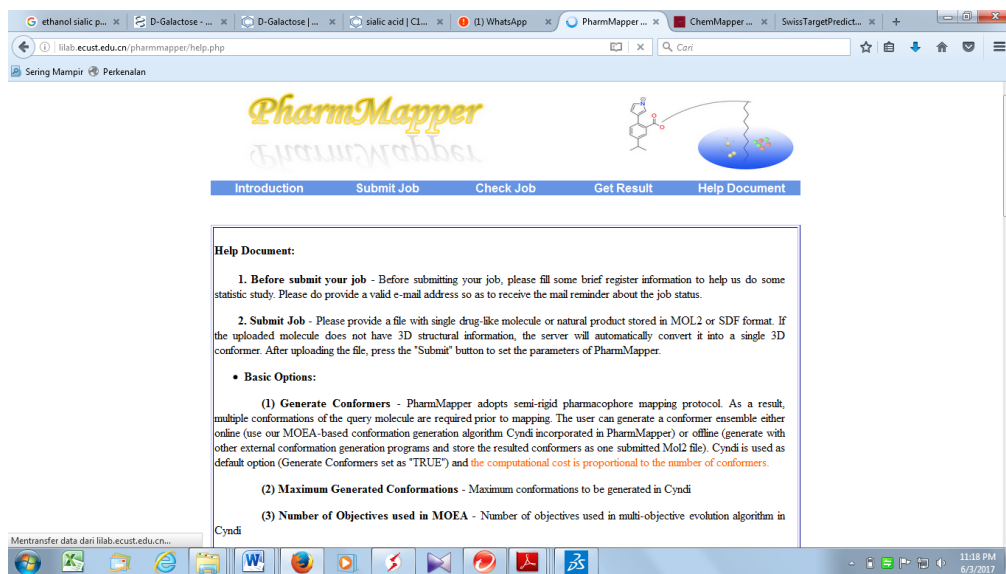 ethanol sialic p...
D-Galactose - ...
D-Galactose | ...
sialic acid | C1...
(1) WhatsApp
PharmMapper ...
ChemMapper ...
SwissTargetPredict...
lilab.ecust.edu.cn/pharmmapper/help.php
Cari
Sering Mampir
Perkenalan
PharmMapper
Introduction
Submit Job
Check Job
Get Result
Help Document
Help Document:
1. Before submit your job - Before submitting your job, please fill some brief register information to help us do some
statistic study. Please do provide a valid e-mail address so as to receive the mail reminder about the job status.
2. Submit Job - Please provide a file with single drug-like molecule or natural product stored in MOL2 or SDF format. If
the uploaded molecule does not have 3D structural information, the server will automatically convert it into a single 3D
conformer. After uploading the file, press the "Submit" button to set the parameters of PharmMapper.
• Basic Options:
(1) Generate Conformers - PharmMapper adopts semi-rigid pharmacophore mapping protocol. As a result,
multiple conformations of the query molecule are required prior to mapping. The user can generate a conformer ensemble either
online (use our MOEA-based conformation generation algorithm Cyndi incorporated in PharmMapper) or offline (generate with
other external conformation generation programs and store the resulted conformers as one submitted Mol2 file). Cyndi is used as
default option (Generate Conformers set as "TRUE") and the computational cost is proportional to the number of conformers.
(2) Maximum Generated Conformations - Maximum conformations to be generated in Cyndi
(3) Number of Objectives used in MOEA - Number of objectives used in multi-objective evolution algorithm in
Cyndi
Mentransfer data dari lilab.ecust.edu.cn...
11:18 PM
6/3/2017